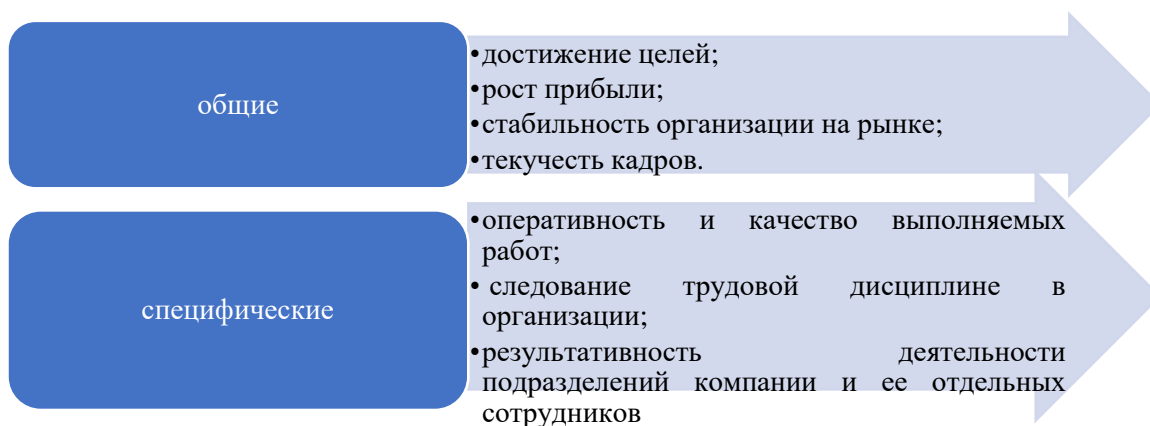 общие
•достижение целей;
•рост прибыли;
•стабильность организации на рынке;
•текучесть кадров.
специфические
•оперативность и качество выполняемых
работ;
• следование трудовой дисциплине в
организации;
•результативность деятельности
подразделений компании и ее отдельных
сотрудников